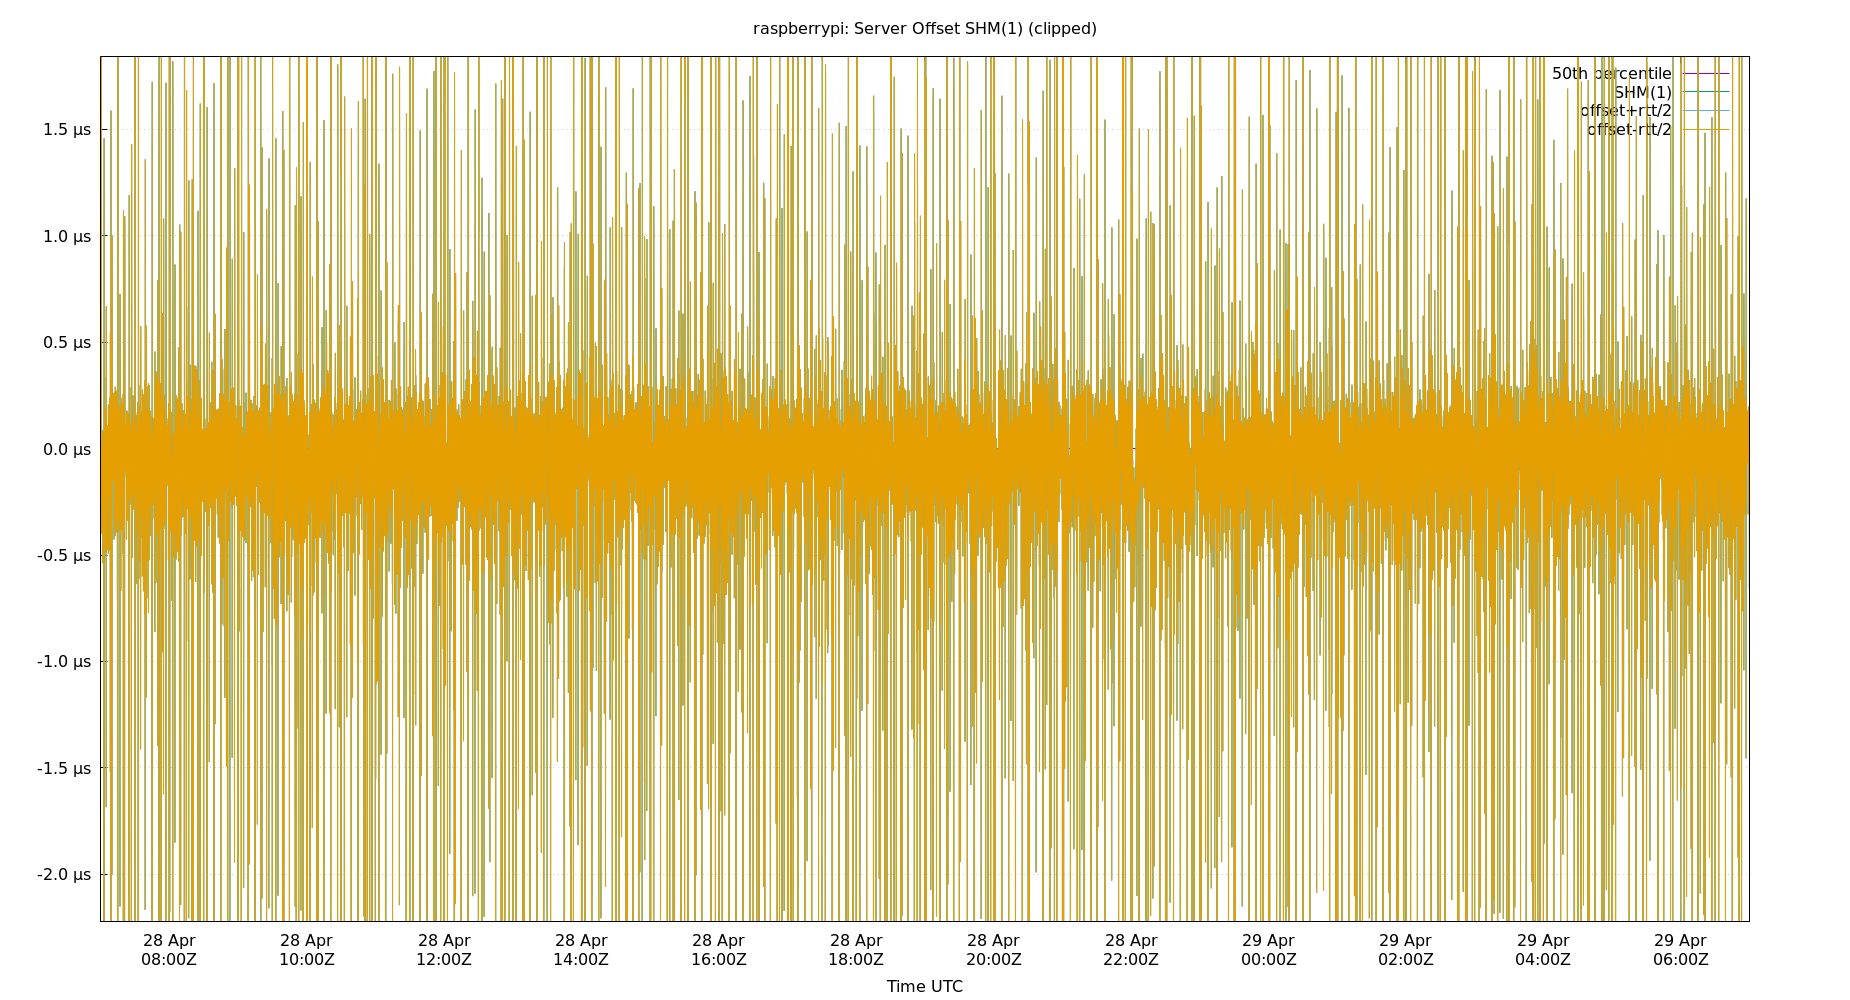 raspberrypi: Server Offset SHM(1) (clipped)
50th percentile
SHM(1)
offset+rtt/2
offset-rtt/2
1.5 µs
1.0 µs
0.5 µs
0.0 µs
-0.5 µs
-1.0 µs
-1.5 µs
-2.0 µs
28 Apr 28 Apr 28 Apr 28 Apr 28 Apr 28 Apr 28 Apr 28 Apr 29 Apr 29 Apr 29 Apr 29 Apr
08:00Z 10:00Z 12:00Z 14:00Z 16:00Z 18:00Z 20:00Z 22:00Z 00:00Z 02:00Z 04:00Z 06:00Z
Time UTC